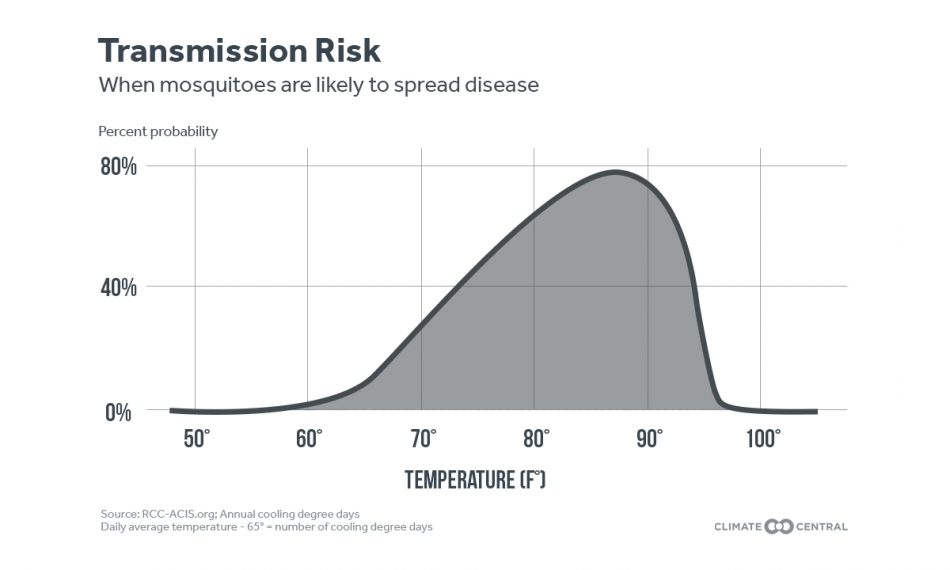 Transmission Risk
When mosquitoes are likely to spread disease
Percent probability
80%
40%
0%
50° 60° 70° 80° 90° 100°
TEMPERATURE (F°)
Source: RCC-ACIS.org; Annual cooling degree days
Daily average temperature - 65° = number of cooling degree days
CLIMATE CENTRAL